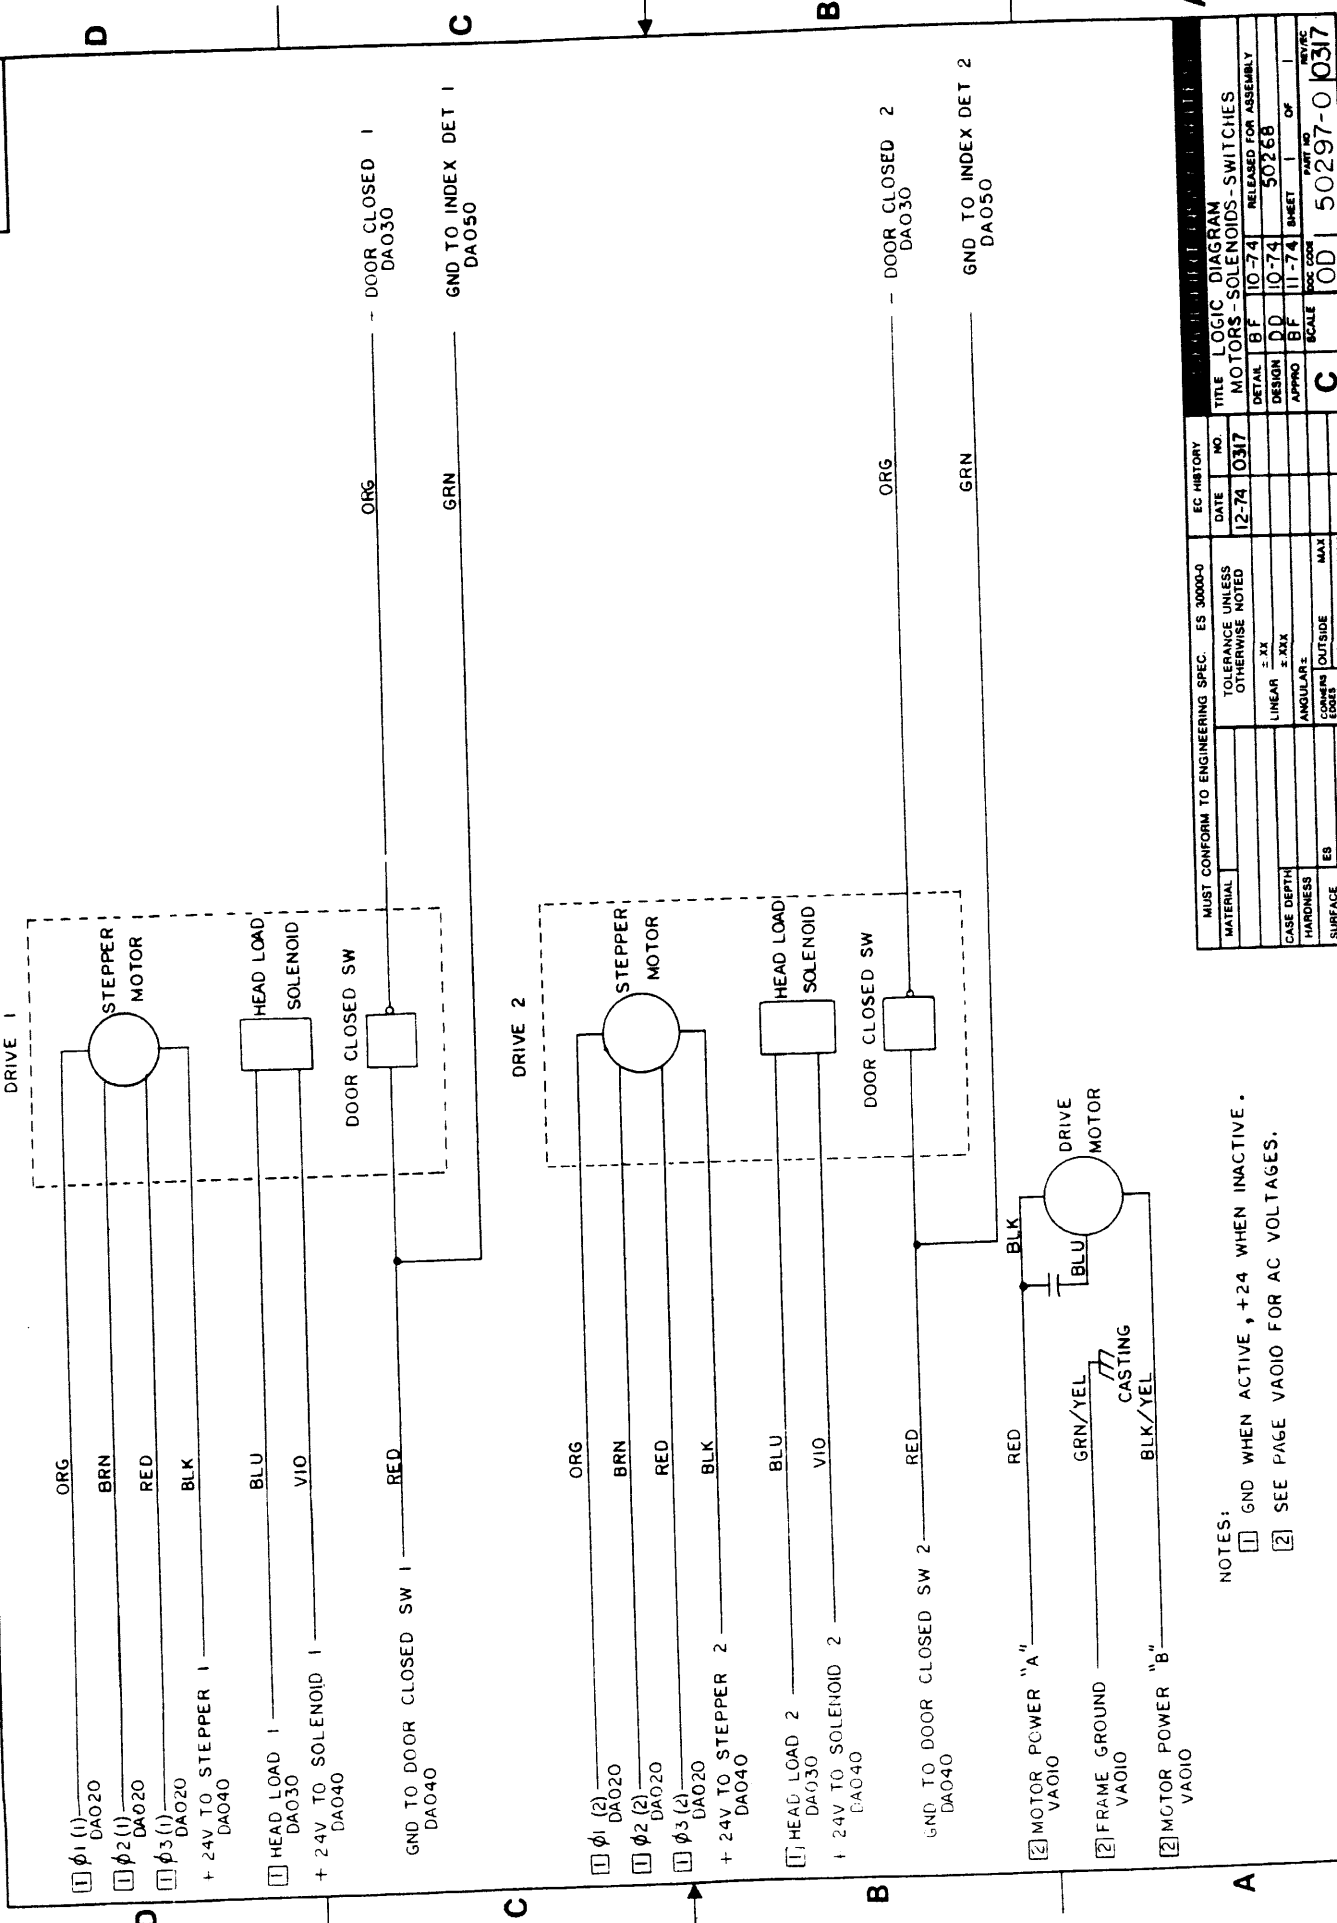 D
C
B
DRIVE 1
STEPPER
MOTOR
HEAD LOAD
SOLENOID
DOOR CLOSED SW
ORG
BRN
RED
BLK
BLU
VIO
RED
1 ϕ1 (1)
DA020
1 ϕ2 (1)
DA020
1 ϕ3 (1)
DA020
+ 24V TO STEPPER 1
DA040
1 HEAD LOAD 1
DA030
+ 24V TO SOLENOID 1
DA040
GND TO DOOR CLOSED SW 1
DA040
ORG
DOOR CLOSED 1
DA030
GRN
GND TO INDEX DET 1
DA050
DRIVE 2
STEPPER
MOTOR
HEAD LOAD
SOLENOID
DOOR CLOSED SW
ORG
BRN
RED
BLK
BLU
VIO
RED
1 ϕ1 (2)
DA020
1 ϕ2 (2)
DA020
1 ϕ3 (2)
DA020
+ 24V TO STEPPER 2
DA040
1 HEAD LOAD 2
DA030
+ 24V TO SOLENOID 2
DA040
GND TO DOOR CLOSED SW 2
DA040
ORG
DOOR CLOSED 2
DA030
GRN
GND TO INDEX DET 2
DA050
DRIVE
MOTOR
BLK
BLU
RED
GRN/YEL
CASTING
BLK/YEL
2 MOTOR POWER "A"
VA010
2 FRAME GROUND
VA010
2 MOTOR POWER "B"
VA010
NOTES:
1 GND WHEN ACTIVE, +24 WHEN INACTIVE.
2 SEE PAGE VA010 FOR AC VOLTAGES.
C
B
A
MUST CONFORM TO ENGINEERING SPEC. ES 30000-0
MATERIAL
TOLERANCE UNLESS
OTHERWISE NOTED
LINEAR ±.XX
±.XXX
CASE DEPTH
HARDNESS
ANGULAR±
SURFACE ES
CORNERS
EDGES
OUTSIDE MAX
EC HISTORY
DATE NO.
12-74 0317
TITLE LOGIC DIAGRAM
MOTORS-SOLENOIDS-SWITCHES
DETAIL BF 10-74 RELEASED FOR ASSEMBLY
DESIGN DD 10-74 50268
APPRO BF 11-74 SHEET 1 OF 1
C
SCALE
DOC CODE PART NO REV/EC
OD 50297-0 0317